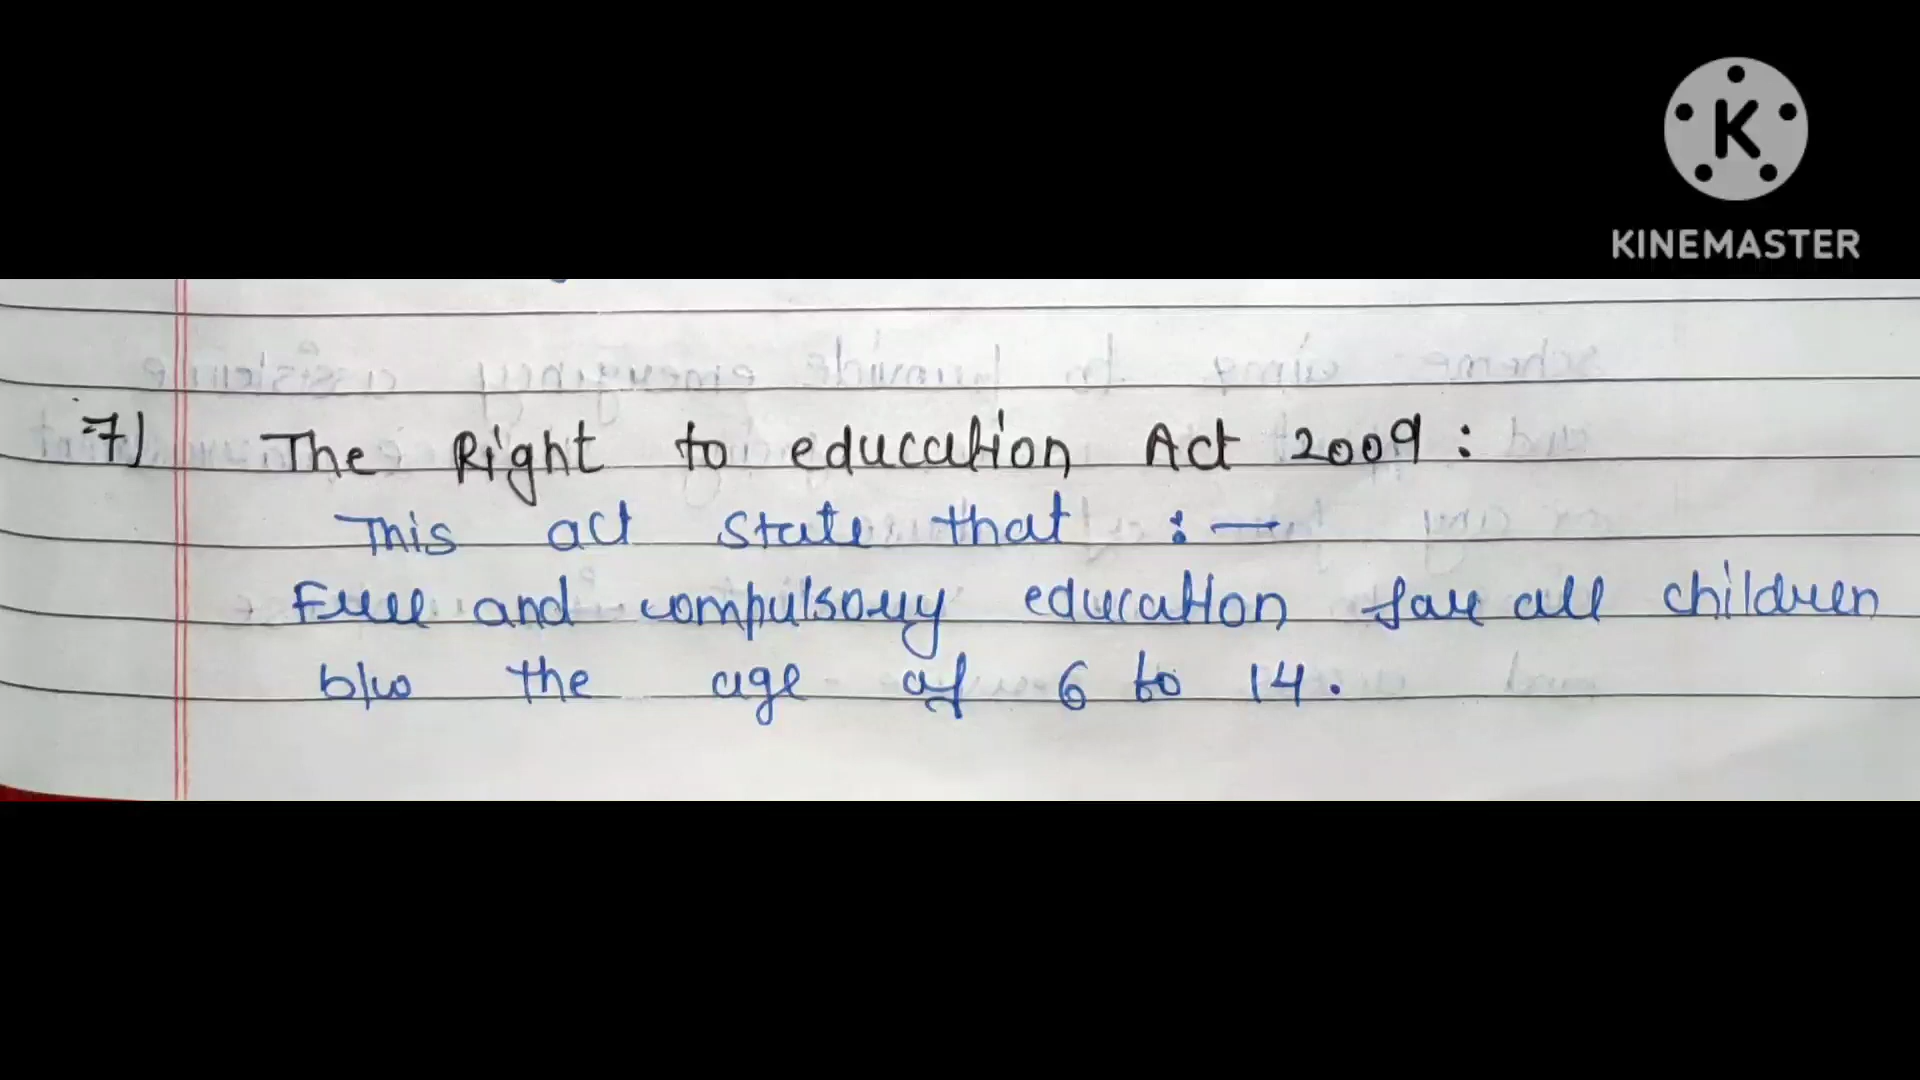 KINEMASTER
7) The Right to education Act 2009 :
This act state that :-
Free and compulsory education for all children
b/w the age of 6 to 14.